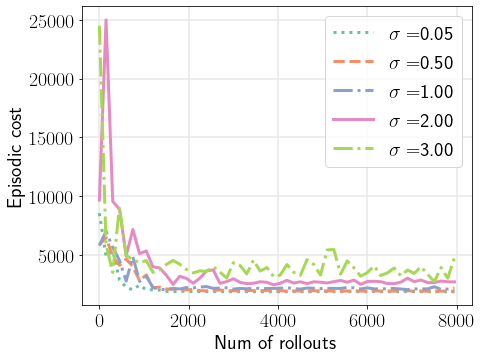 25000
20000
15000
10000
5000
Episodic cost
σ =0.05
σ =0.50
σ =1.00
σ =2.00
σ =3.00
0 2000 4000 6000 8000
Num of rollouts